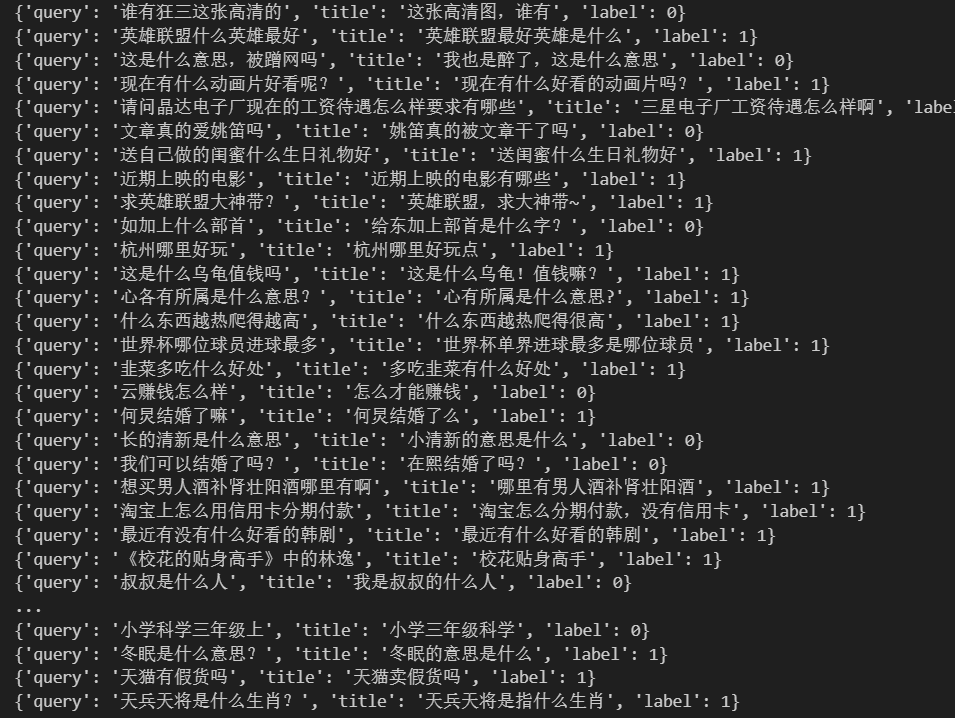 {'query': '谁有狂三这张高清的', 'title': '这张高清图，谁有', 'label': 0}
{'query': '英雄联盟什么英雄最好', 'title': '英雄联盟最好英雄是什么', 'label': 1}
{'query': '这是什么意思，被蹭网吗', 'title': '我也是醉了，这是什么意思', 'label': 0}
{'query': '现在有什么动画片好看呢？', 'title': '现在有什么好看的动画片吗？', 'label': 1}
{'query': '请问晶达电子厂现在的工资待遇怎么样要求有哪些', 'title': '三星电子厂工资待遇怎么样啊', 'labe
{'query': '文章真的爱姚笛吗', 'title': '姚笛真的被文章干了吗', 'label': 0}
{'query': '送自己做的闺蜜什么生日礼物好', 'title': '送闺蜜什么生日礼物好', 'label': 1}
{'query': '近期上映的电影', 'title': '近期上映的电影有哪些', 'label': 1}
{'query': '求英雄联盟大神带？', 'title': '英雄联盟，求大神带~', 'label': 1}
{'query': '如加上什么部首', 'title': '给东加上部首是什么字？', 'label': 0}
{'query': '杭州哪里好玩', 'title': '杭州哪里好玩点', 'label': 1}
{'query': '这是什么乌龟值钱吗', 'title': '这是什么乌龟！值钱嘛？', 'label': 1}
{'query': '心各有所属是什么意思？', 'title': '心有所属是什么意思?', 'label': 1}
{'query': '什么东西越热爬得越高', 'title': '什么东西越热爬得很高', 'label': 1}
{'query': '世界杯哪位球员进球最多', 'title': '世界杯单界进球最多是哪位球员', 'label': 1}
{'query': '韭菜多吃什么好处', 'title': '多吃韭菜有什么好处', 'label': 1}
{'query': '云赚钱怎么样', 'title': '怎么才能赚钱', 'label': 0}
{'query': '何炅结婚了嘛', 'title': '何炅结婚了么', 'label': 1}
{'query': '长的清新是什么意思', 'title': '小清新的意思是什么', 'label': 0}
{'query': '我们可以结婚了吗？', 'title': '在熙结婚了吗？', 'label': 0}
{'query': '想买男人酒补肾壮阳酒哪里有啊', 'title': '哪里有男人酒补肾壮阳酒', 'label': 1}
{'query': '淘宝上怎么用信用卡分期付款', 'title': '淘宝怎么分期付款，没有信用卡', 'label': 1}
{'query': '最近有没有什么好看的韩剧', 'title': '最近有什么好看的韩剧', 'label': 1}
{'query': '《校花的贴身高手》中的林逸', 'title': '校花贴身高手', 'label': 1}
{'query': '叔叔是什么人', 'title': '我是叔叔的什么人', 'label': 0}
...
{'query': '小学科学三年级上', 'title': '小学三年级科学', 'label': 0}
{'query': '冬眠是什么意思？', 'title': '冬眠的意思是什么', 'label': 1}
{'query': '天猫有假货吗', 'title': '天猫卖假货吗', 'label': 1}
{'query': '天兵天将是什么生肖？', 'title': '天兵天将是指什么生肖', 'label': 1}